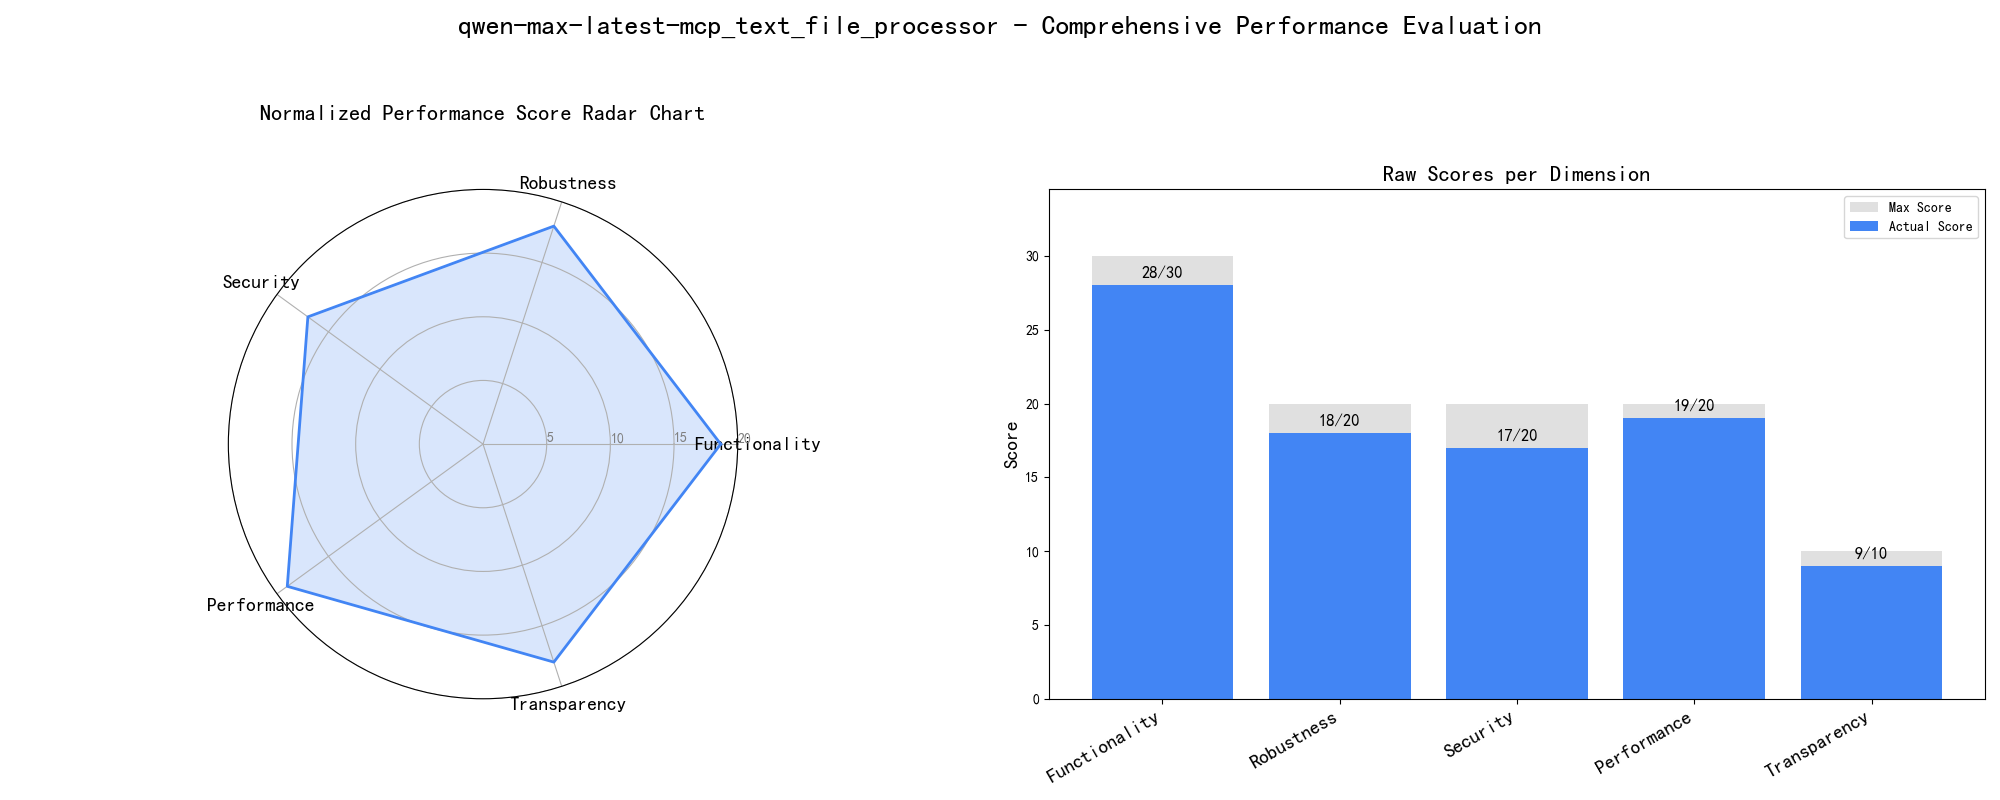 qwen-max-latest-mcp_text_file_processor - Comprehensive Performance Evaluation
Normalized Performance Score Radar Chart
Robustness
Security
Functionality
Performance
Transparency
5
10
15
20
Raw Scores per Dimension
Max Score
Actual Score
Score
30
25
20
15
10
5
0
28/30
18/20
17/20
19/20
9/10
Functionality
Robustness
Security
Performance
Transparency